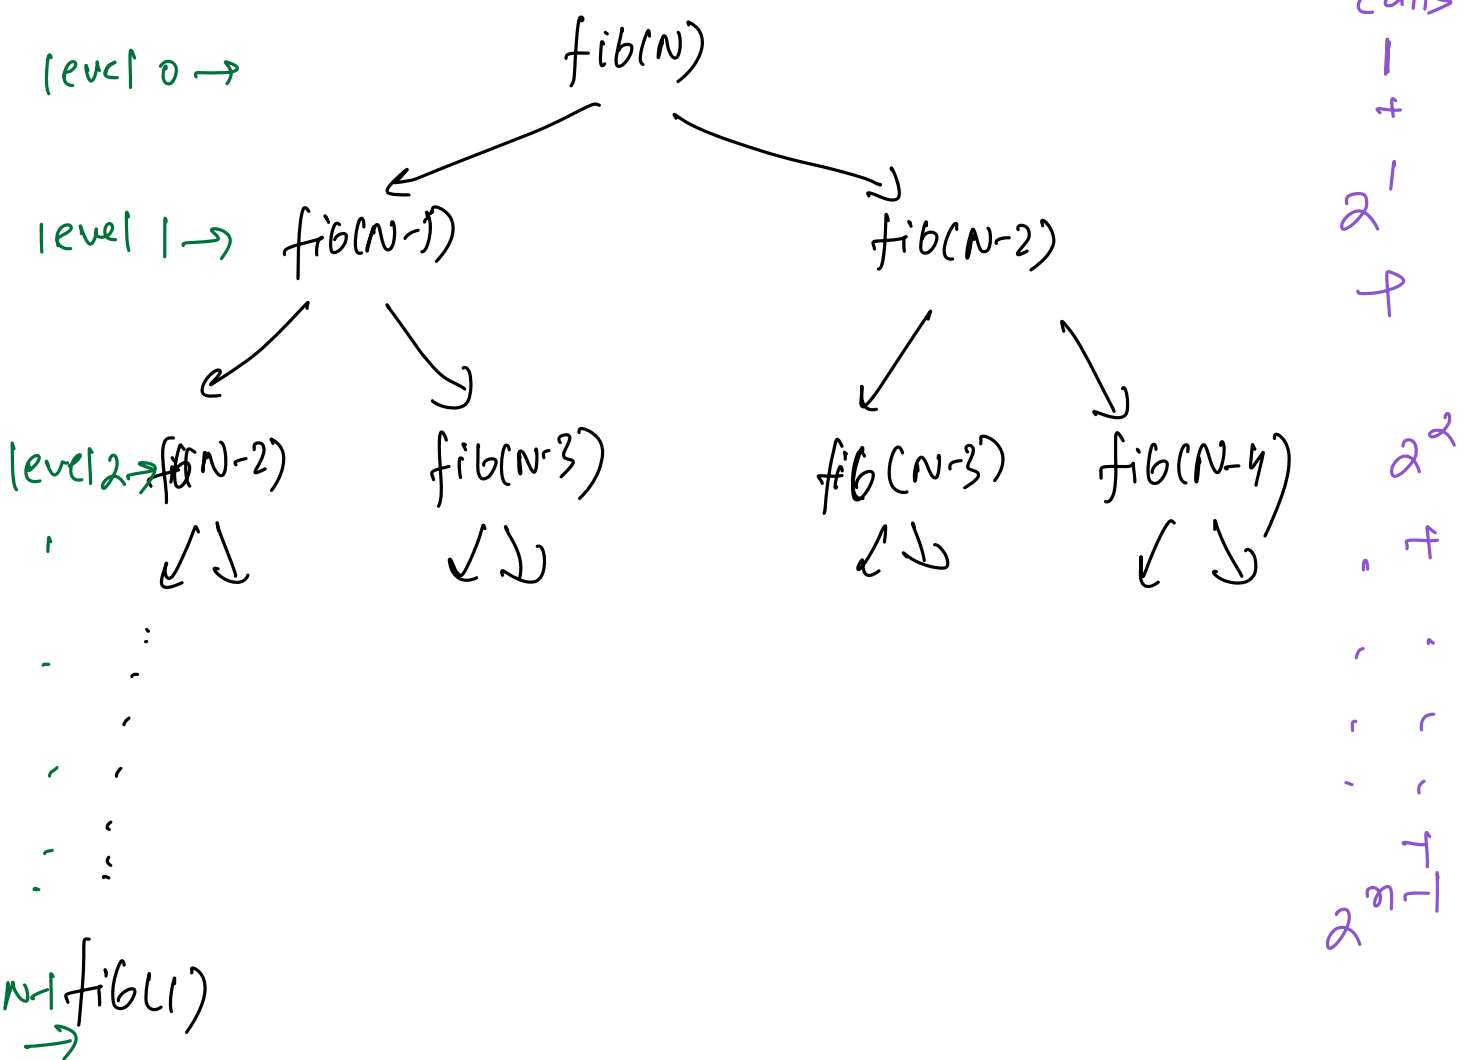 calls
level 0 → fib(N) 1
+
level 1 → fib(N-1) fib(N-2) 2^1
+
level 2 → fib(N-2) fib(N-3) fib(N-3) fib(N-4) 2^2
+
+
2^n-1
N-1 → fib(1)